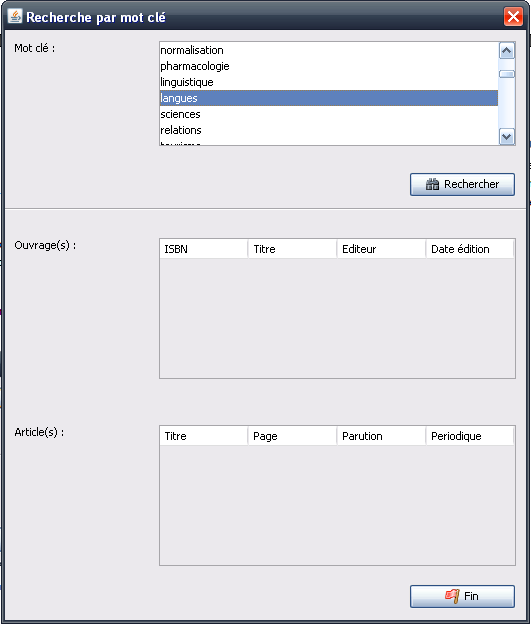 Recherche par mot clé
Mot clé :
normalisation
pharmacologie
linguistique
langues
sciences
relations
Rechercher
Ouvrage(s) :
ISBN Titre Editeur Date édition
Article(s) :
Titre Page Parution Periodique
Fin